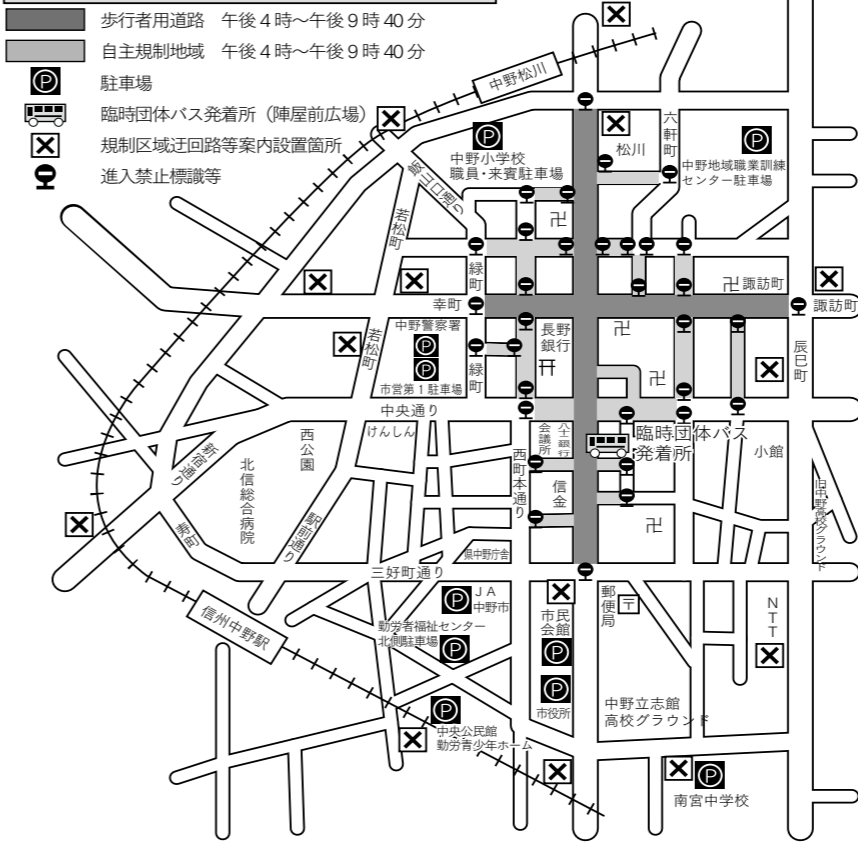 歩行者用道路 午後4時～午後9時40分
自主規制地域 午後4時～午後9時40分
P
駐車場
臨時団体バス発着所（陣屋前広場）
規制区域迂回路等案内設置箇所
進入禁止標識等
中野松川
P
中野小学校
職員・来賓駐車場
松川
六軒町
P
中野地域職業訓練
センター駐車場
飯山口通り
若松町
緑町
卍
幸町
卍諏訪町
諏訪町
中野警察署
P
P
市営第1駐車場
若松町
緑町
長野
銀行
卍
卍
辰巳町
中央通り
けんしん
西公園
会議所
八十二銀行
臨時団体バス
発着所
小館
新宿通り
北信総合病院
西町本通り
信金
卍
旧中野高校グラウンド
駅前通り
県中野庁舎
三好町通り
信州中野駅
P
JA
中野市
勤労者福祉センター
北側駐車場
P
市民
会館
P
郵便局
〒
NTT
P
市役所
中野立志館
高校グラウンド
P
中央公民館
勤労青少年ホーム
P
南宮中学校